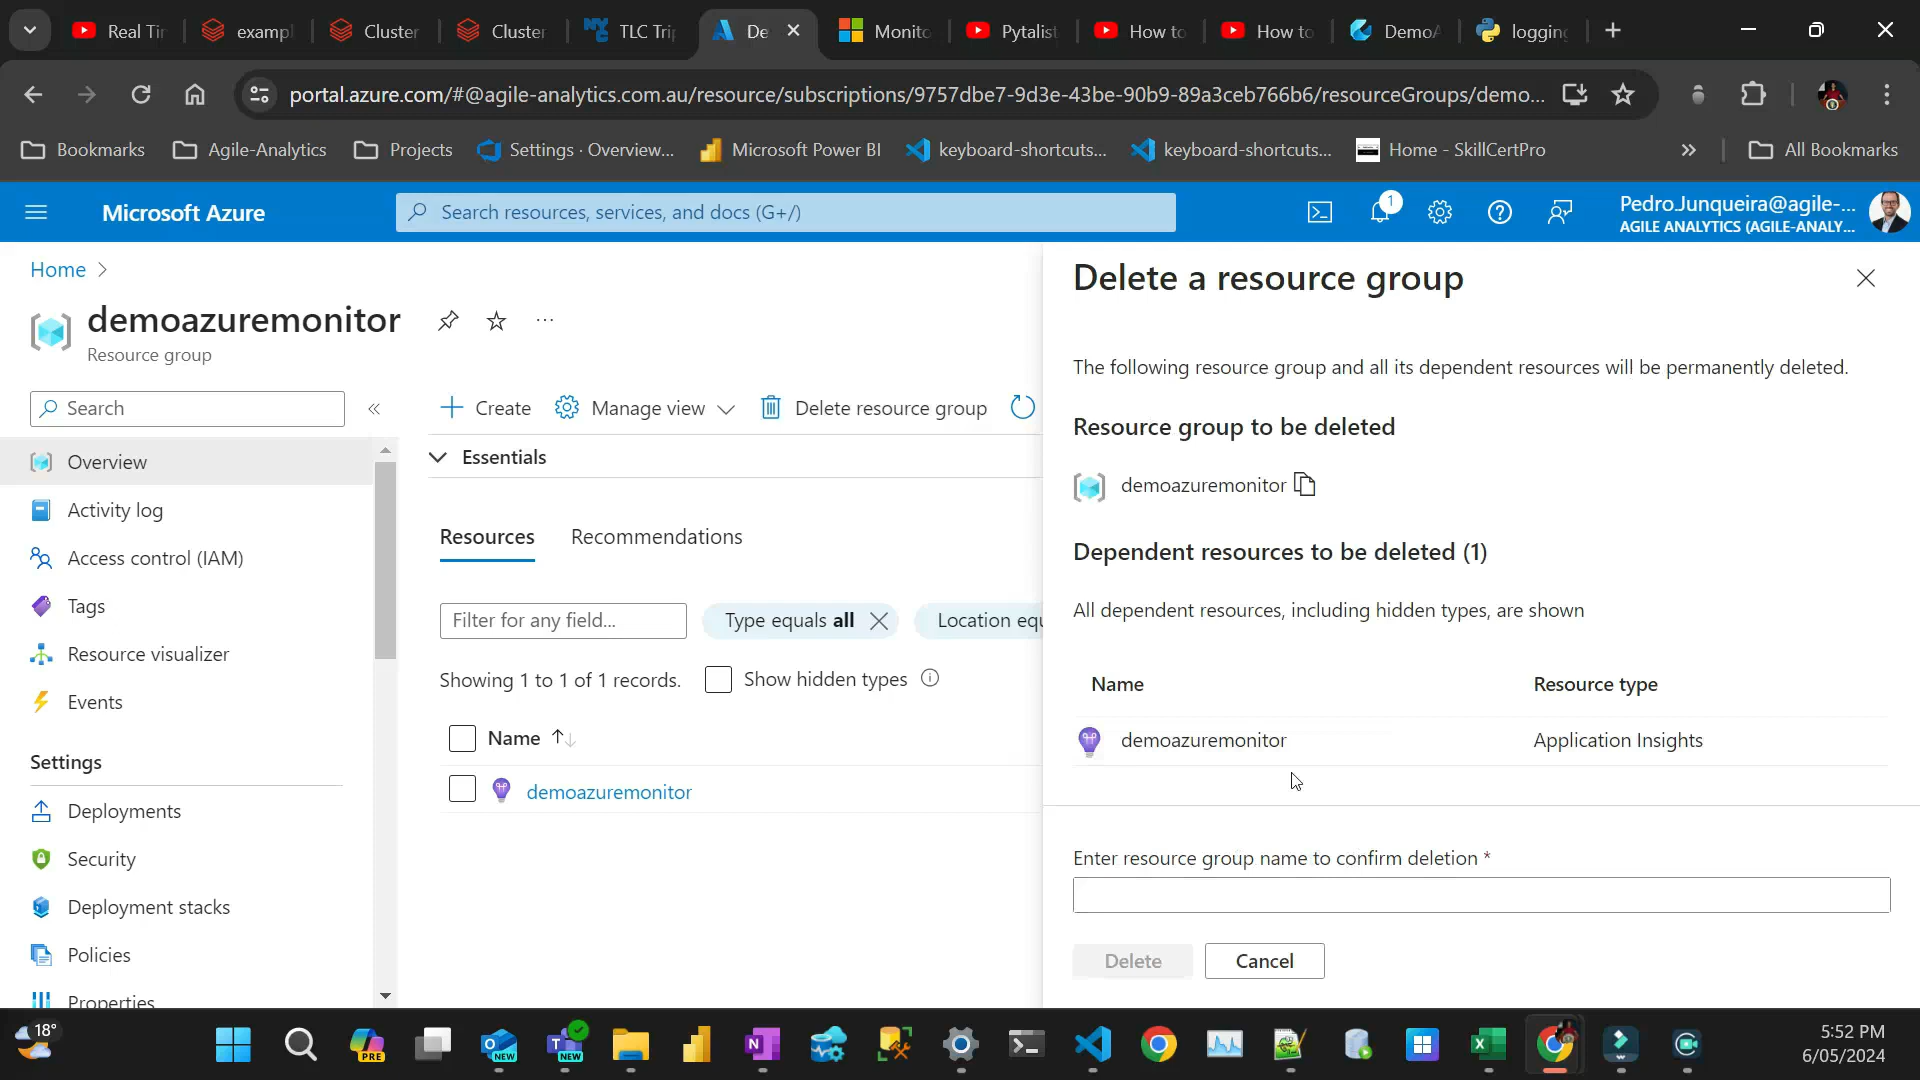 Real Tir
examp
Cluster
Cluster
TLC Trip
De
Monito
Pytalist
How to
How to
DemoA
logging
portal.azure.com/#@agile-analytics.com.au/resource/subscriptions/9757dbe7-9d3e-43be-90b9-89a3ceb766b6/resourceGroups/demo...
Bookmarks
Agile-Analytics
Projects
Settings · Overview...
Microsoft Power BI
keyboard-shortcuts...
keyboard-shortcuts...
Home - SkillCertPro
All Bookmarks
Microsoft Azure
Search resources, services, and docs (G+/)
1
PedroJunqueira@agile-...
AGILE ANALYTICS (AGILE-ANALY...
Home
demoazuremonitor
Resource group
Search
Overview
Activity log
Access control (IAM)
Tags
Resource visualizer
Events
Settings
Deployments
Security
Deployment stacks
Policies
Properties
Create
Manage view
Delete resource group
Essentials
Resources
Recommendations
Filter for any field...
Type equals all
Location equ
Showing 1 to 1 of 1 records.
Show hidden types
Name
demoazuremonitor
Delete a resource group
The following resource group and all its dependent resources will be permanently deleted.
Resource group to be deleted
demoazuremonitor
Dependent resources to be deleted (1)
All dependent resources, including hidden types, are shown
Name
Resource type
demoazuremonitor
Application Insights
Enter resource group name to confirm deletion *
Delete
Cancel
18°
PRE
NEW
NEW
5:52 PM
6/05/2024